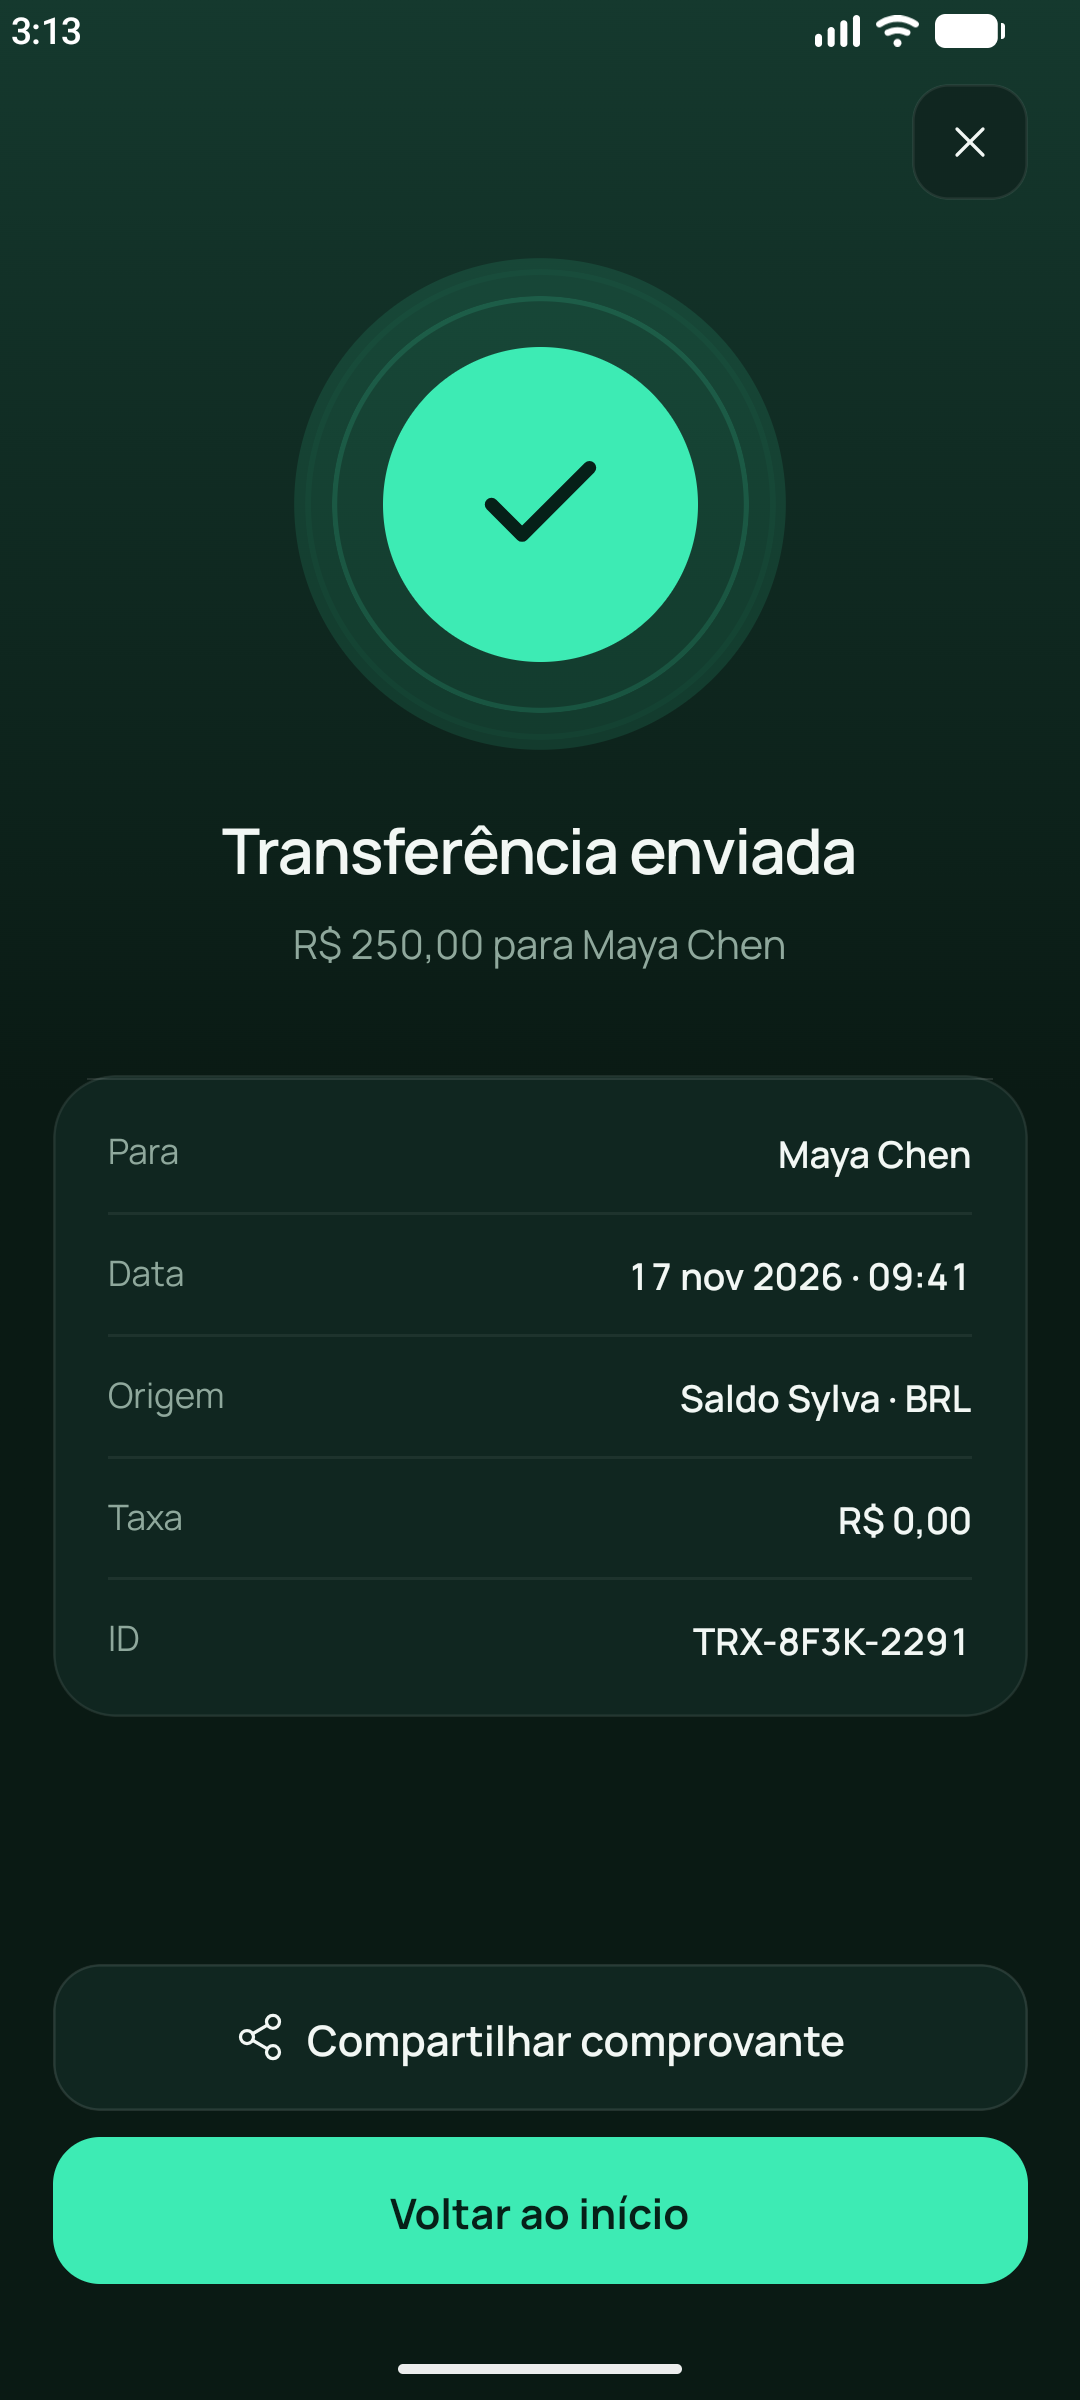 3:13
Transferência enviada
R$ 250,00 para Maya Chen
Para
Maya Chen
Data
17 nov 2026 · 09:41
Origem
Saldo Sylva · BRL
Taxa
R$ 0,00
ID
TRX-8F3K-2291
Compartilhar comprovante
Voltar ao início